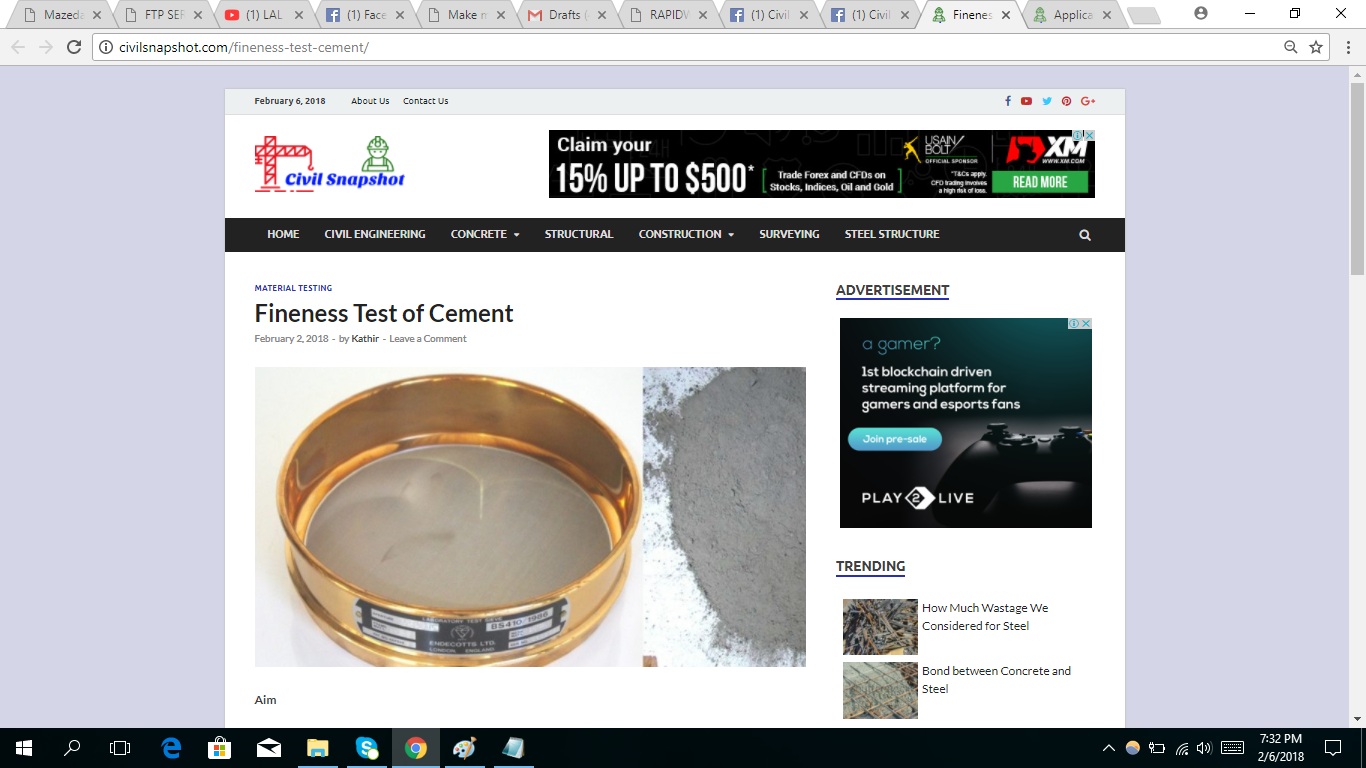 Mazeda
FTP SER
(1) LAL
(1) Face
Make m
Drafts (
RAPIDV
(1) Civil
(1) Civil
Finenes
Applica
civilsnapshot.com/fineness-test-cement/
February 6, 2018 About Us Contact Us
Civil Snapshot
Claim your
15% UP TO $500*
Trade Forex and CFDs on
Stocks, Indices, Oil and Gold
USAIN
BOLT
OFFICIAL SPONSOR
*T&Cs apply.
CFD trading involves
a high risk of loss.
XM
WWW.XM.COM
READ MORE
HOME CIVIL ENGINEERING CONCRETE STRUCTURAL CONSTRUCTION SURVEYING STEEL STRUCTURE
MATERIAL TESTING
Fineness Test of Cement
February 2, 2018 - by Kathir - Leave a Comment
LABORATORY TEST SIEVE
BS410/1986
ENDECOTTS LTD.
LONDON, ENGLAND
Aim
ADVERTISEMENT
a gamer?
1st blockchain driven
streaming platform for
gamers and esports fans
Join pre-sale
PLAY 2 LIVE
TRENDING
How Much Wastage We
Considered for Steel
Bond between Concrete and
Steel
7:32 PM
2/6/2018